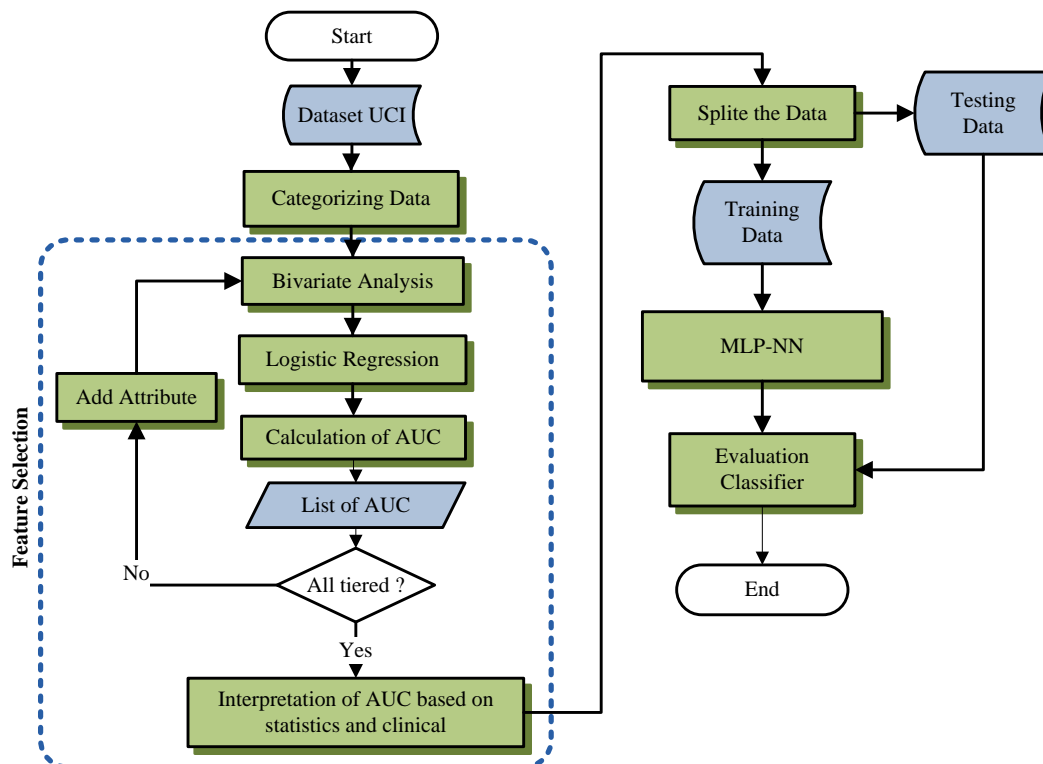 Start
Dataset UCI
Categorizing Data
Feature Selection
Bivariate Analysis
Logistic Regression
Add Attribute
Calculation of AUC
List of AUC
All tiered ?
No
Yes
Interpretation of AUC based on
statistics and clinical
Splite the Data
Testing
Data
Training
Data
MLP-NN
Evaluation
Classifier
End